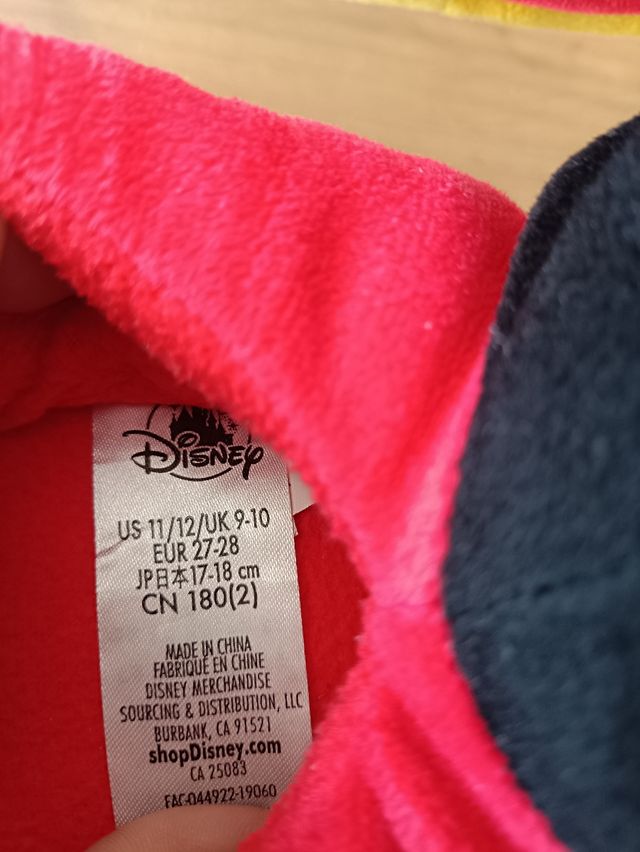 DISNEY
US 11/12/UK 9-10
EUR 27-28
JP日本17-18 cm
CN 180(2)
MADE IN CHINA
FABRIQUÉ EN CHINE
DISNEY MERCHANDISE
SOURCING & DISTRIBUTION, LLC
BURBANK, CA 91521
shopDisney.com
CA 25083
FAC-044922-19060